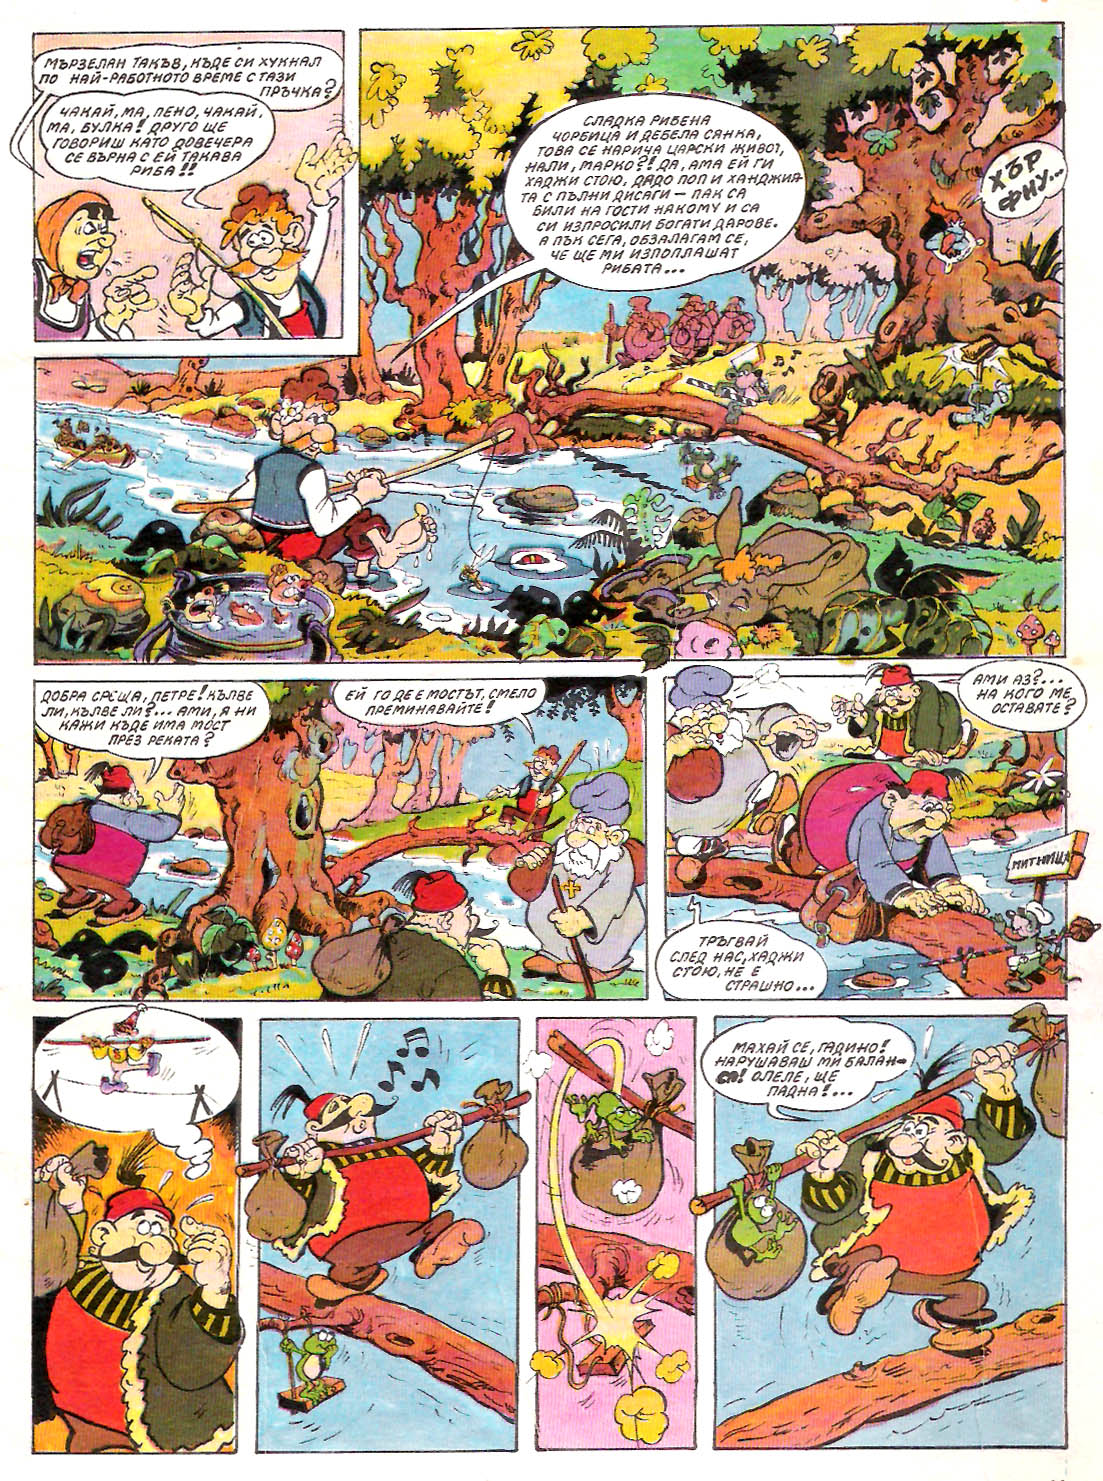 МЪРЗЕЛАН ТАКЪВ, КЪДЕ СИ ХУКНАЛ
ПО НАЙ-РАБОТНОТО ВРЕМЕ С ТАЗИ
ПРЪЧКА?
ЧАКАЙ, МА, ПЕНО, ЧАКАЙ,
МА, БУЛКА! ДРУГО ЩЕ
ГОВОРИШ КАТО ДОВЕЧЕРА
СЕ ВЪРНА С ЕЙ ТАКАВА
РИБА!!
СЛАДКА РИБЕНА
ЧОРБИЦА И ДЕБЕЛА СЯНКА,
ТОВА СЕ НАРИЧА ЦАРСКИ ЖИВОТ,
НАЛИ, МАРКО?! ДА, АМА ЕЙ ГИ
ХАДЖИ СТОЮ, ДЯДО ПОП И ХАНДЖИЯ-
ТА С ПЪЛНИ ДИСАГИ — ПАК СА
БИЛИ НА ГОСТИ НЯКОМУ И СА
СИ ИЗПРОСИЛИ БОГАТИ ДАРОВЕ.
А ПЪК СЕГА, ОБЗАЛАГАМ СЕ,
ЧЕ ЩЕ МИ ИЗПОПЛАШАТ
РИБАТА...
ХЪР
ФИУ...
ДОБРА СРЕЩА, ПЕТРЕ! КЪЛВЕ
ЛИ, КЪЛВЕ ЛИ?... АМИ, Я НИ
КАЖИ КЪДЕ ИМА МОСТ
ПРЕЗ РЕКАТА?
ЕЙ ГО ДЕ Е МОСТЪТ, СМЕЛО
ПРЕМИНАВАЙТЕ!
АМИ АЗ?...
НА КОГО МЕ
ОСТАВЯТЕ?
МИТНИЦА
ТРЪГВАЙ
СЛЕД НАС, ХАДЖИ
СТОЮ, НЕ Е
СТРАШНО...
МАХАЙ СЕ, ГАДИНО!
НАРУШАВАШ МИ БАЛАН-
СА! ОЛЕЛЕ, ЩЕ
ПАДНА!...